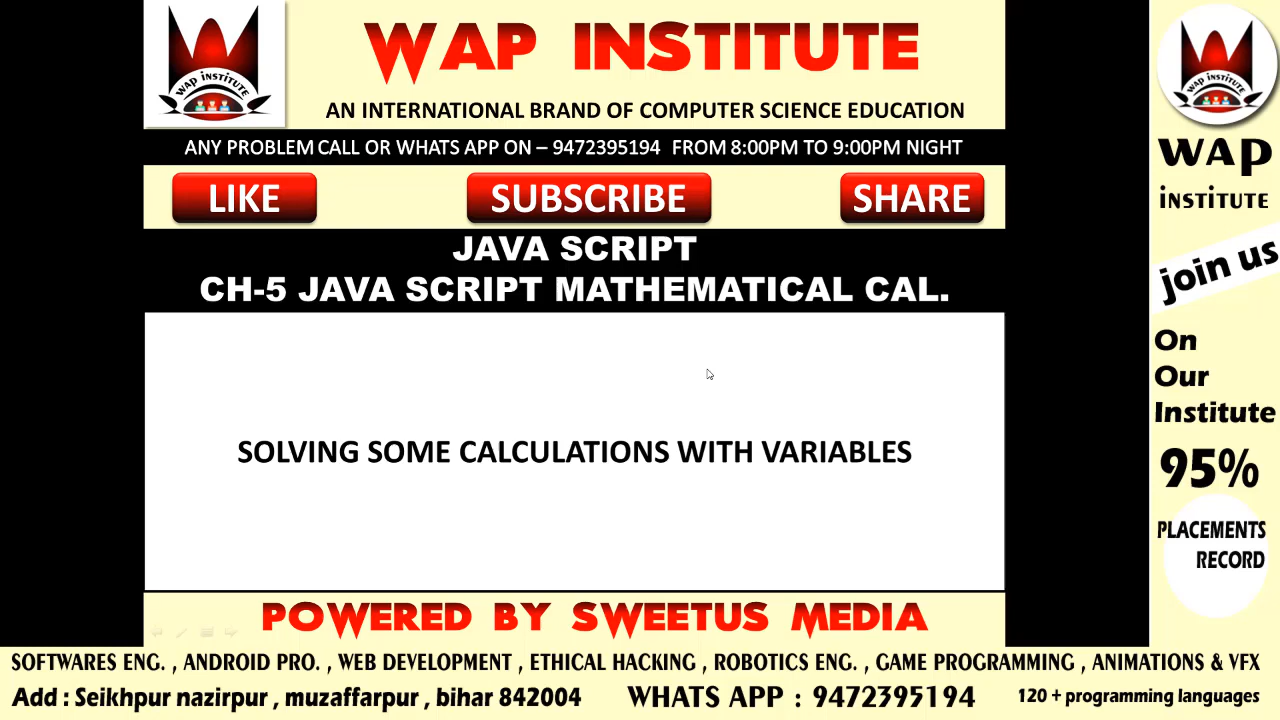 WAP INSTITUTE
WAP INSTITUTE
AN INTERNATIONAL BRAND OF COMPUTER SCIENCE EDUCATION
ANY PROBLEM CALL OR WHATS APP ON – 9472395194 FROM 8:00PM TO 9:00PM NIGHT
LIKE
SUBSCRIBE
SHARE
JAVA SCRIPT
CH-5 JAVA SCRIPT MATHEMATICAL CAL.
SOLVING SOME CALCULATIONS WITH VARIABLES
POWERED BY SWEETUS MEDIA
WAP INSTITUTE
WAP
INSTITUTE
join us
On
Our
Institute
95%
PLACEMENTS
RECORD
SOFTWARES ENG. , ANDROID PRO. , WEB DEVELOPMENT , ETHICAL HACKING , ROBOTICS ENG. , GAME PROGRAMMING , ANIMATIONS & VFX
Add : Seikhpur nazirpur , muzaffarpur , bihar 842004 WHATS APP : 9472395194 120 + programming languages